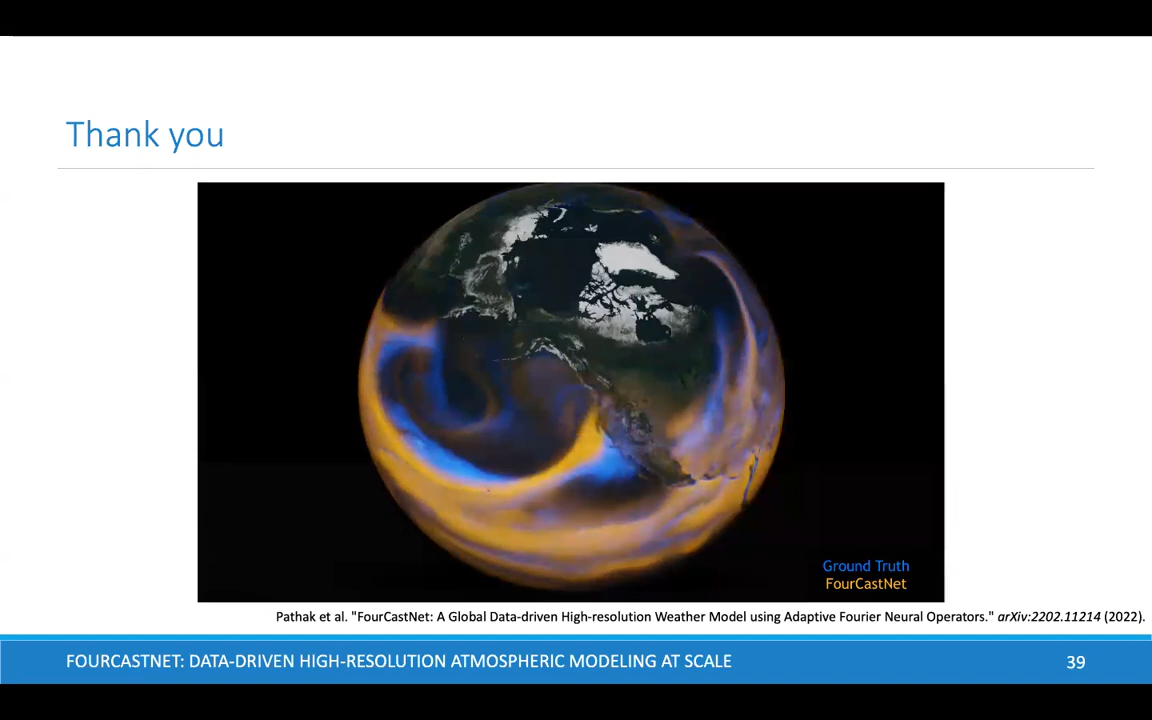 Thank you
Ground Truth
FourCastNet
Pathak et al. "FourCastNet: A Global Data-driven High-resolution Weather Model using Adaptive Fourier Neural Operators." arXiv:2202.11214 (2022).
FOURCASTNET: DATA-DRIVEN HIGH-RESOLUTION ATMOSPHERIC MODELING AT SCALE
39